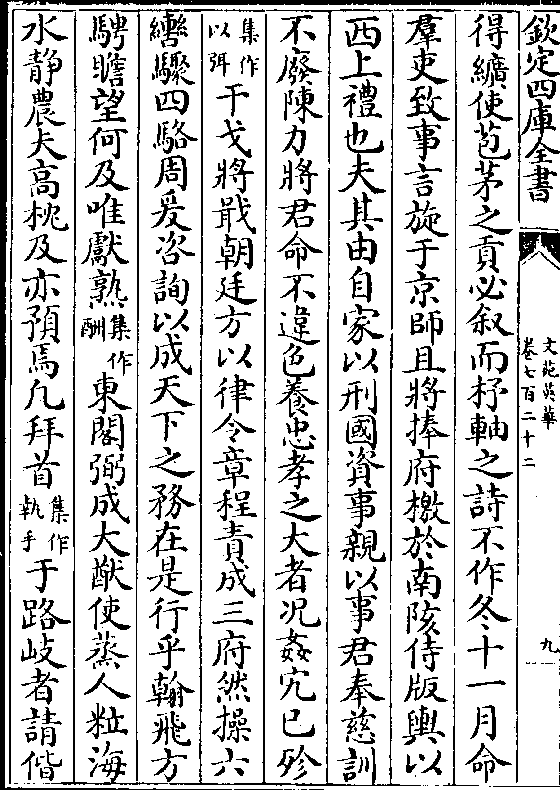 欽定四庫全書
文苑英華
卷七百二十二
九
得纊使苞茅之貢必叙而杼軸之詩不作冬十一月命
羣吏致事言旋于京師且將捧府檄於南陔侍版輿以
西上禮也夫其由自家以刑國資事親以事君奉慈訓
不廢陳力將君命不違色養忠孝之大者况姦宄已殄
集作以弭干戈將戢朝廷方以律令章程責成三府然操六
轡驟四駱周爰咨詢以成天下之務在是行乎翰飛方
騁瞻望何及唯獻孰集作酬東閣弼成大猷使蒸人粒海
水靜農夫髙枕及亦預焉凡拜首集作執手于路岐者請偕